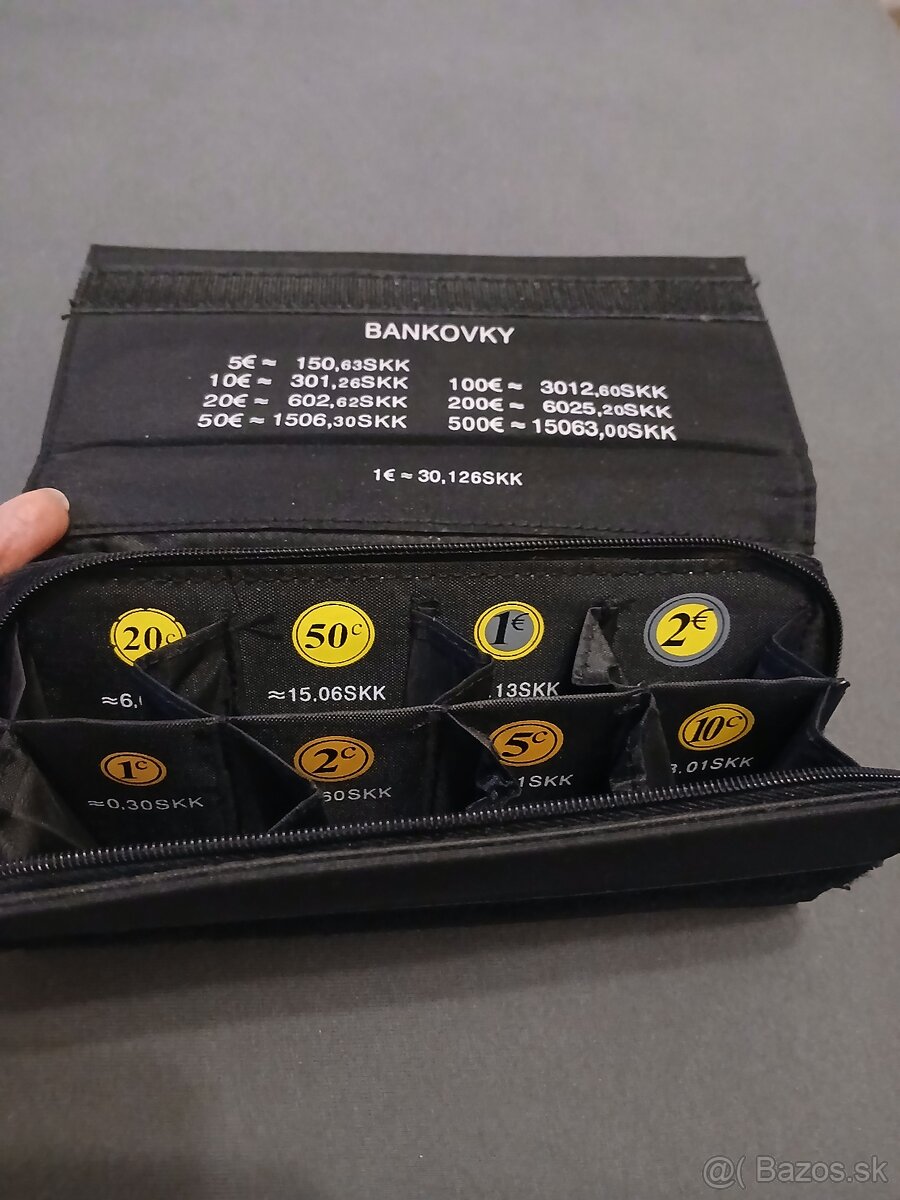 BANKOVKY
5€ ≈ 150,63SKK
10€ ≈ 301,26SKK
20€ ≈ 602,62SKK
50€ ≈ 1506,30SKK
100€ ≈ 3012,60SKK
200€ ≈ 6025,20SKK
500€ ≈ 15063,00SKK
1€ ≈ 30,126SKK
20c 50c 1€ 2€
≈6, ≈15.06SKK .13SKK
1c 2c 5c 10c
≈0.30SKK 60SKK 1SKK .01SKK
@( Bazos.sk